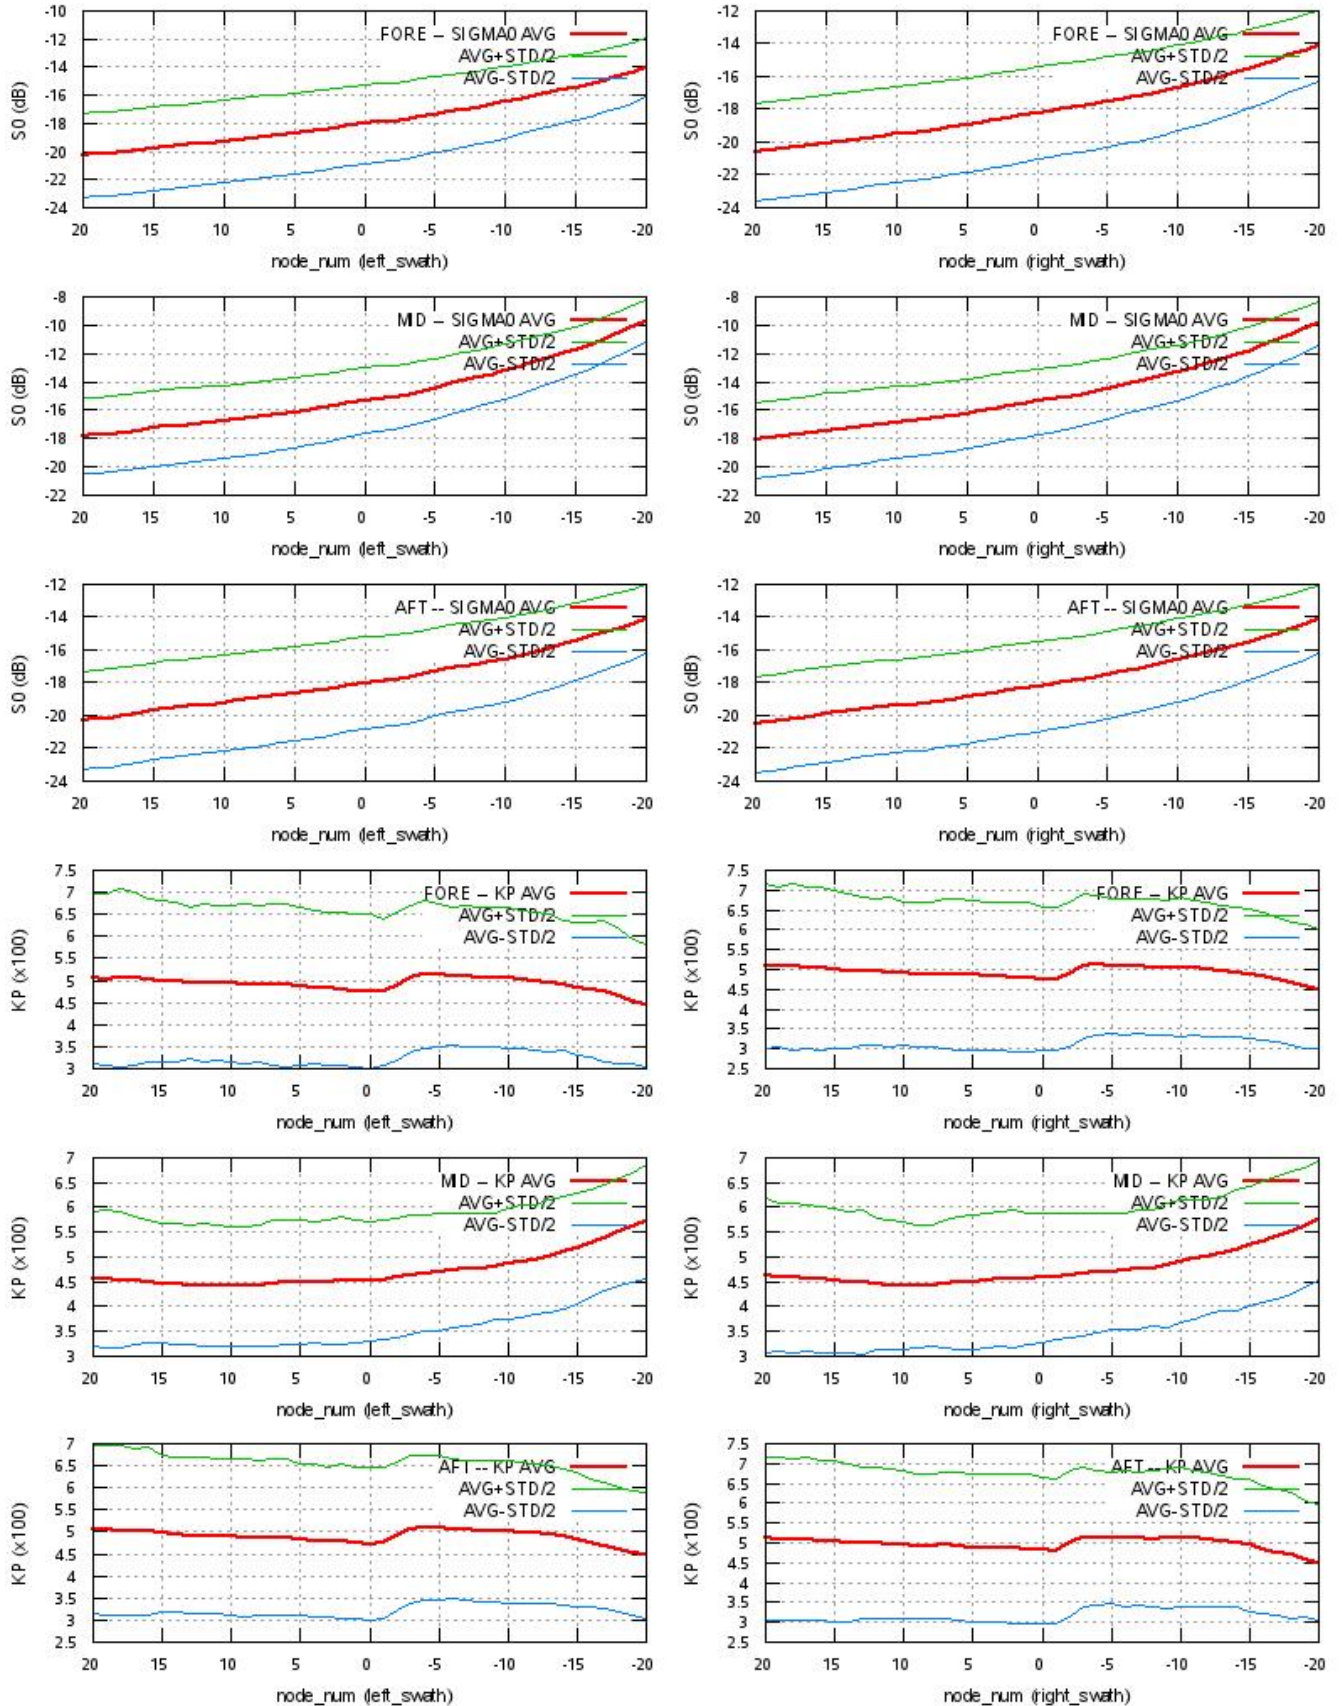 -10
FORE -- SIGMA0 AVG
-12
AVG+STD/2
-14
AVG-STD/2
-16
-18
-20
-22
-24
S0 (dB)
20 15 10 5 0 -5 -10 -15 -20
node_num (left_swath)
-12
FORE -- SIGMA0 AVG
-14
AVG+STD/2
-16
AVG-STD/2
-18
-20
-22
-24
S0 (dB)
20 15 10 5 0 -5 -10 -15 -20
node_num (right_swath)
-8
MID -- SIGMA0 AVG
-10
AVG+STD/2
-12
AVG-STD/2
-14
-16
-18
-20
-22
S0 (dB)
20 15 10 5 0 -5 -10 -15 -20
node_num (left_swath)
-8
MID -- SIGMA0 AVG
-10
AVG+STD/2
-12
AVG-STD/2
-14
-16
-18
-20
-22
S0 (dB)
20 15 10 5 0 -5 -10 -15 -20
node_num (right_swath)
-12
AFT -- SIGMA0 AVG
-14
AVG+STD/2
-16
AVG-STD/2
-18
-20
-22
-24
S0 (dB)
20 15 10 5 0 -5 -10 -15 -20
node_num (left_swath)
-12
AFT -- SIGMA0 AVG
-14
AVG+STD/2
-16
AVG-STD/2
-18
-20
-22
-24
S0 (dB)
20 15 10 5 0 -5 -10 -15 -20
node_num (right_swath)
7.5
FORE -- KP AVG
7
AVG+STD/2
6.5
AVG-STD/2
6
5.5
5
4.5
4
3.5
3
KP (x100)
20 15 10 5 0 -5 -10 -15 -20
node_num (left_swath)
7.5
FORE -- KP AVG
7
AVG+STD/2
6.5
AVG-STD/2
6
5.5
5
4.5
4
3.5
3
2.5
KP (x100)
20 15 10 5 0 -5 -10 -15 -20
node_num (right_swath)
7
MID -- KP AVG
6.5
AVG+STD/2
6
AVG-STD/2
5.5
5
4.5
4
3.5
3
KP (x100)
20 15 10 5 0 -5 -10 -15 -20
node_num (left_swath)
7
MID -- KP AVG
6.5
AVG+STD/2
6
AVG-STD/2
5.5
5
4.5
4
3.5
3
KP (x100)
20 15 10 5 0 -5 -10 -15 -20
node_num (right_swath)
7
AFT -- KP AVG
6.5
AVG+STD/2
6
AVG-STD/2
5.5
5
4.5
4
3.5
3
2.5
KP (x100)
20 15 10 5 0 -5 -10 -15 -20
node_num (left_swath)
7.5
AFT -- KP AVG
7
AVG+STD/2
6.5
AVG-STD/2
6
5.5
5
4.5
4
3.5
3
2.5
KP (x100)
20 15 10 5 0 -5 -10 -15 -20
node_num (right_swath)